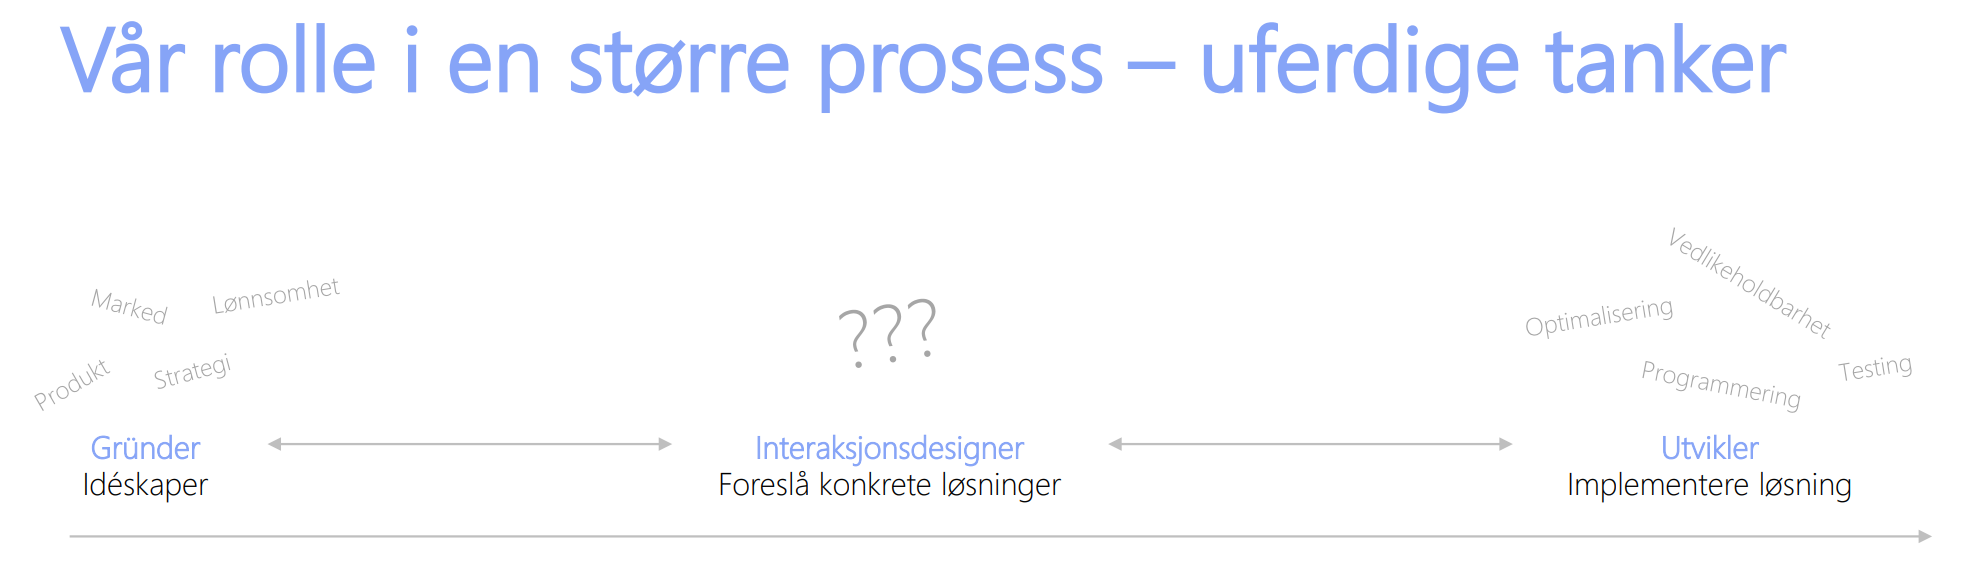 Vår rolle i en større prosess – uferdige tanker
Marked
Lønnsomhet
Produkt
Strategi
Gründer
Idéskaper
???
Interaksjonsdesigner
Foreslå konkrete løsninger
Vedlikeholdbarhet
Optimalisering
Programmering
Testing
Utvikler
Implementere løsning